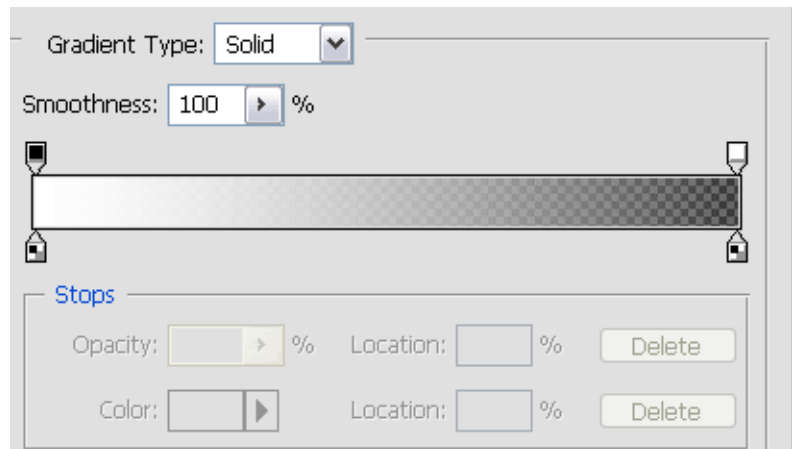 Gradient Type: Solid
Smoothness: 100 %
Stops
Opacity: % Location: % Delete
Color: Location: % Delete